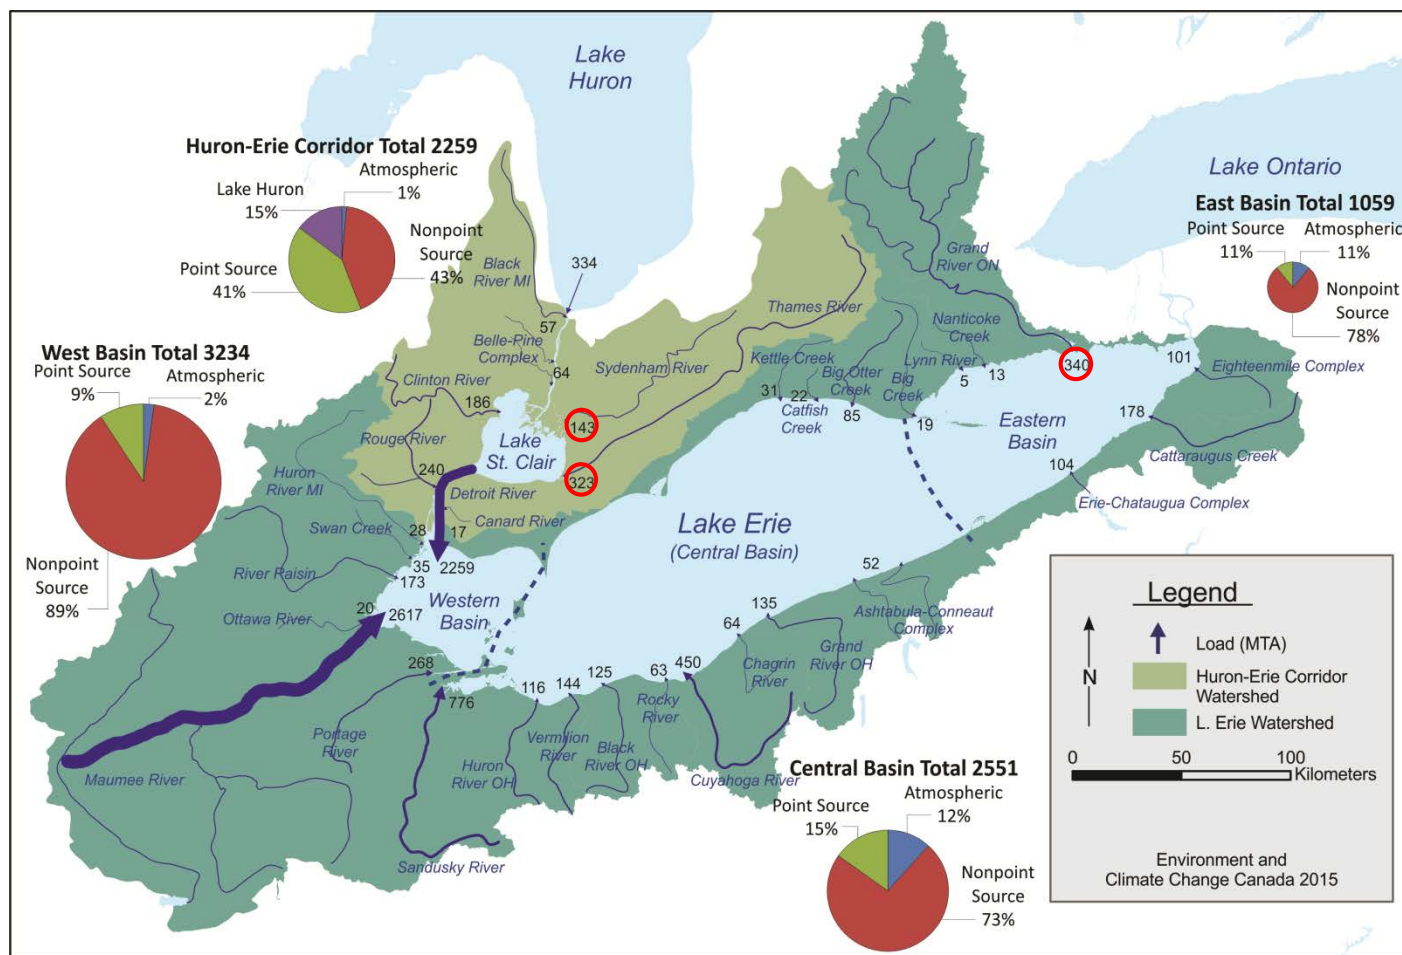 Lake
Huron
Huron-Erie Corridor Total 2259
Atmospheric
1%
Lake Huron
15%
Nonpoint
Source
43%
Point Source
41%
Lake Ontario
East Basin Total 1059
Point Source
11%
Atmospheric
11%
Nonpoint
Source
78%
West Basin Total 3234
Point Source
9%
Atmospheric
2%
Nonpoint
Source
89%
Black
River MI
334
57
Belle-Pine
Complex
64
Clinton River
186
Sydenham River
143
Thames River
323
Lake
St. Clair
Rouge River
240
Detroit River
Canard River
17
Huron
River MI
Swan Creek
28
35
2259
River Raisin
173
Ottawa River
20
2617
Western
Basin
Maumee River
Portage
River
268
776
Sandusky River
Grand
River ON
Nanticoke
Creek
Lynn River
5
13
340
Kettle Creek
31
22
Catfish
Creek
Big Otter
Creek
85
Big
Creek
19
Eastern
Basin
101
Eighteenmile Complex
178
Cattaraugus Creek
104
Erie-Chataugua Complex
Lake Erie
(Central Basin)
52
Ashtabula-Conneaut
Complex
135
Grand
River OH
64
Chagrin
River
450
Cuyahoga River
63
Rocky
River
125
Black
River OH
144
Vermilion
River
116
Huron
River OH
Central Basin Total 2551
Point Source
15%
Atmospheric
12%
Nonpoint
Source
73%
Legend
N
Load (MTA)
Huron-Erie Corridor
Watershed
L. Erie Watershed
0 50 100
Kilometers
Environment and
Climate Change Canada 2015